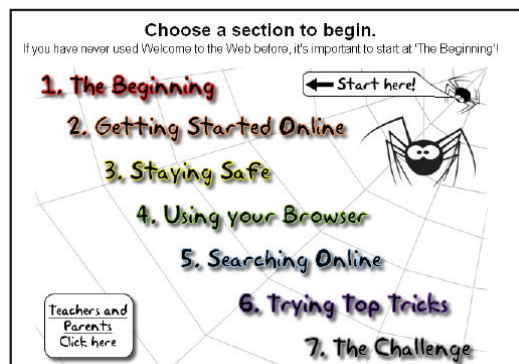 Choose a section to begin.
If you have never used Welcome to the Web before, it's important to start at 'The Beginning'!
1. The Beginning
Start here!
2. Getting Started Online
3. Staying Safe
4. Using your Browser
5. Searching Online
6. Trying Top Tricks
7. The Challenge
Teachers and
Parents
Click here